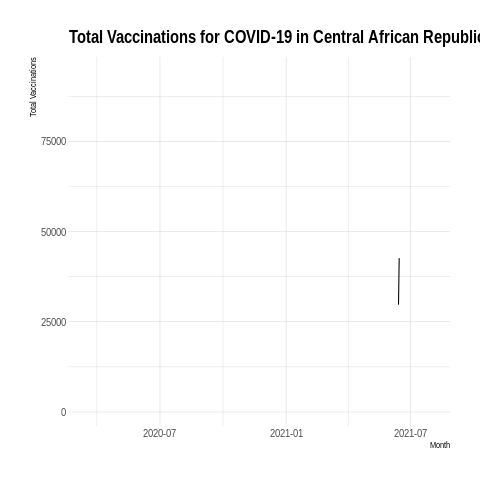 Total Vaccinations for COVID-19 in Central African Republic
Total Vaccinations
75000
50000
25000
0
2020-07
2021-01
2021-07
Month